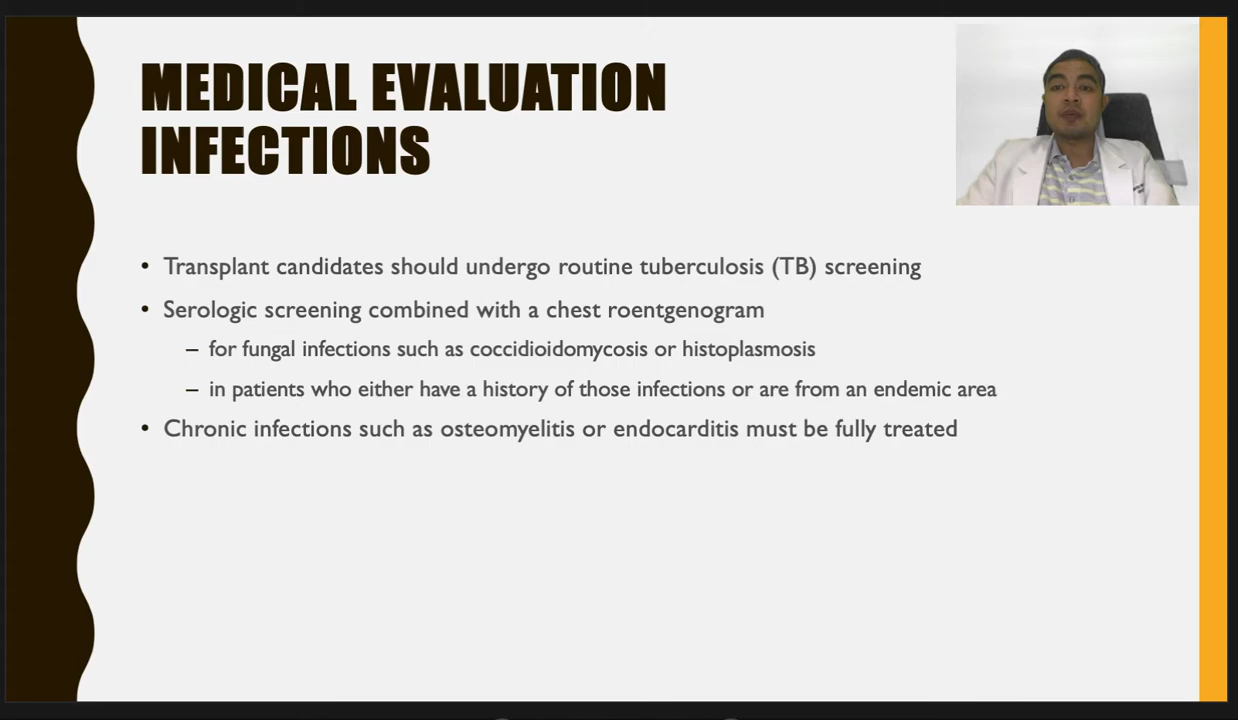 MEDICAL EVALUATION
INFECTIONS
• Transplant candidates should undergo routine tuberculosis (TB) screening
• Serologic screening combined with a chest roentgenogram
– for fungal infections such as coccidioidomycosis or histoplasmosis
– in patients who either have a history of those infections or are from an endemic area
• Chronic infections such as osteomyelitis or endocarditis must be fully treated